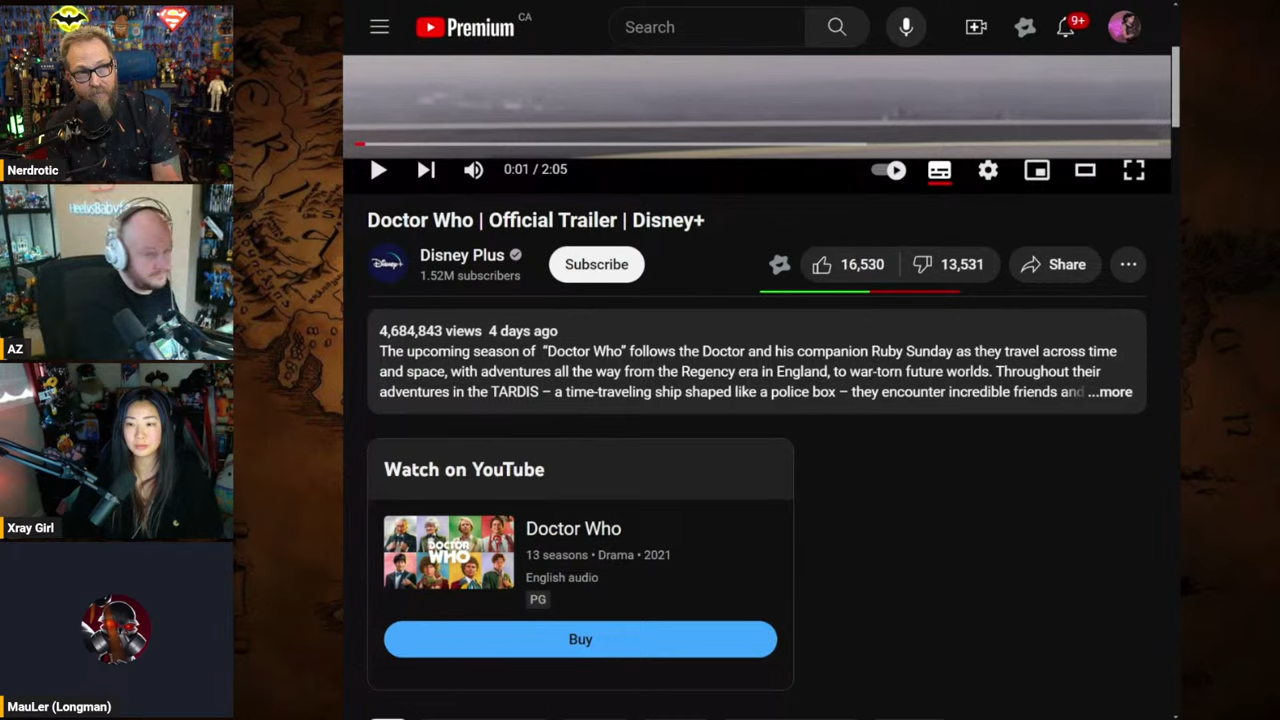 Nerdrotic
HeelvsBabyface
AZ
Xray Girl
MauLer (Longman)
Premium CA
Search
9+
0:01 / 2:05
Doctor Who | Official Trailer | Disney+
Disney+
Disney Plus
1.52M subscribers
Subscribe
16,530
13,531
Share
4,684,843 views 4 days ago
The upcoming season of “Doctor Who” follows the Doctor and his companion Ruby Sunday as they travel across time
and space, with adventures all the way from the Regency era in England, to war-torn future worlds. Throughout their
adventures in the TARDIS – a time-traveling ship shaped like a police box – they encounter incredible friends and ...more
Watch on YouTube
DOCTOR
WHO
Doctor Who
13 seasons • Drama • 2021
English audio
PG
Buy